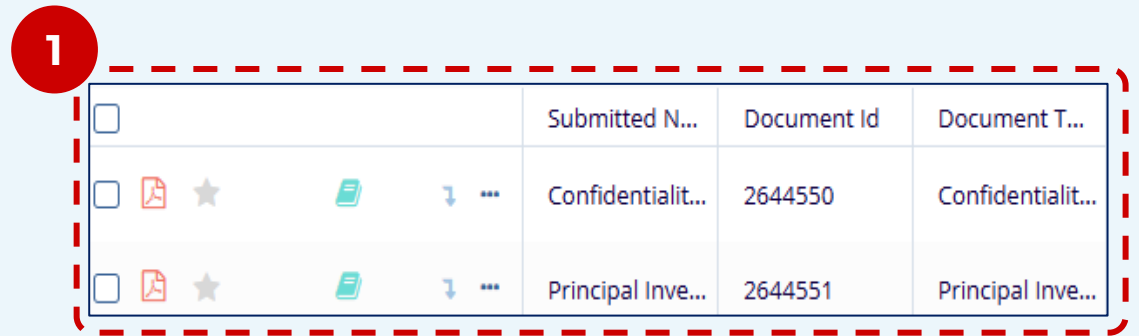 1
Submitted N... Document Id Document T...
Confidentialit... 2644550 Confidentialit...
Principal Inve... 2644551 Principal Inve...